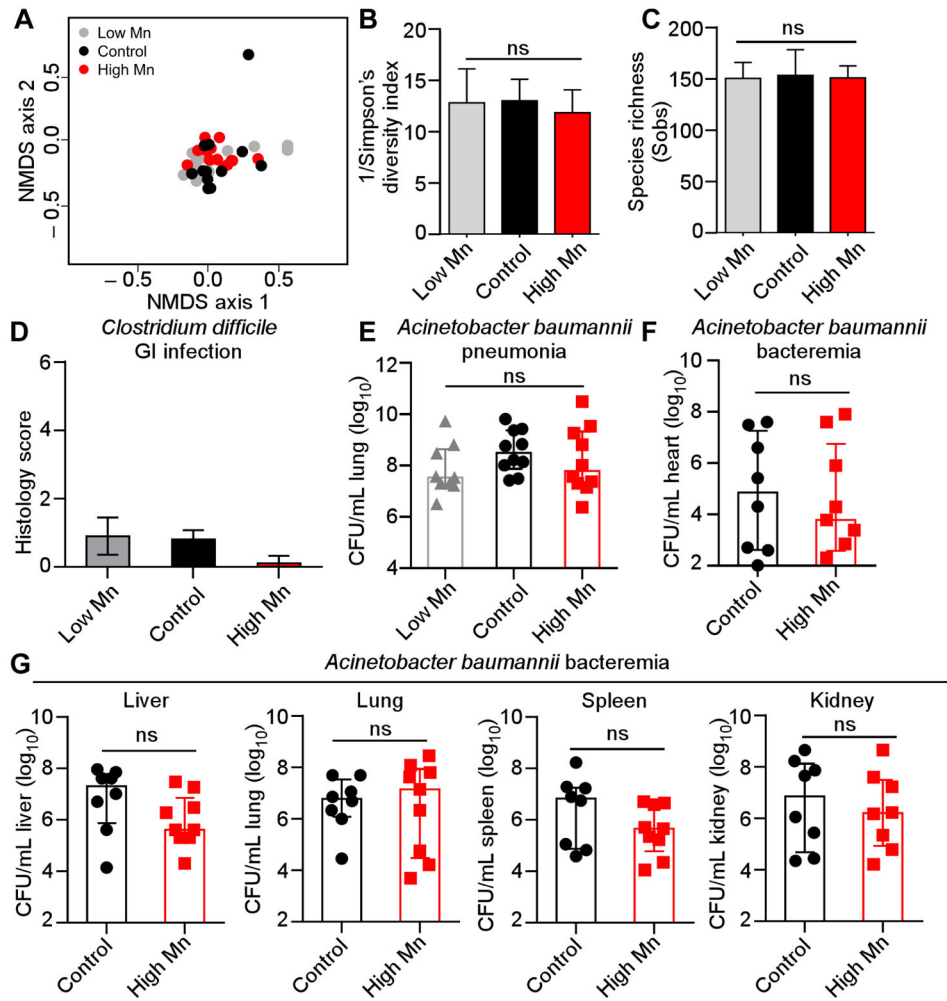 A
Low Mn
Control
High Mn
NMDS axis 2
0.5
0.0
– 0.5
– 0.5
0.0
0.5
NMDS axis 1
B
1/Simpson's
diversity index
20
15
10
5
0
ns
Low Mn
Control
High Mn
C
Species richness
(Sobs)
200
150
100
50
0
ns
Low Mn
Control
High Mn
D
Clostridium difficile
GI infection
Histology score
6
4
2
0
Low Mn
Control
High Mn
E
Acinetobacter baumannii
pneumonia
CFU/mL lung (log10)
12
10
8
6
4
ns
Low Mn
Control
High Mn
F
Acinetobacter baumannii
bacteremia
CFU/mL heart (log10)
10
8
6
4
2
ns
Control
High Mn
G
Acinetobacter baumannii bacteremia
Liver
CFU/mL liver (log10)
10
8
6
4
2
ns
Control
High Mn
Lung
CFU/mL lung (log10)
10
8
6
4
2
ns
Control
High Mn
Spleen
CFU/mL spleen (log10)
10
8
6
4
2
ns
Control
High Mn
Kidney
CFU/mL kidney (log10)
10
8
6
4
2
ns
Control
High Mn